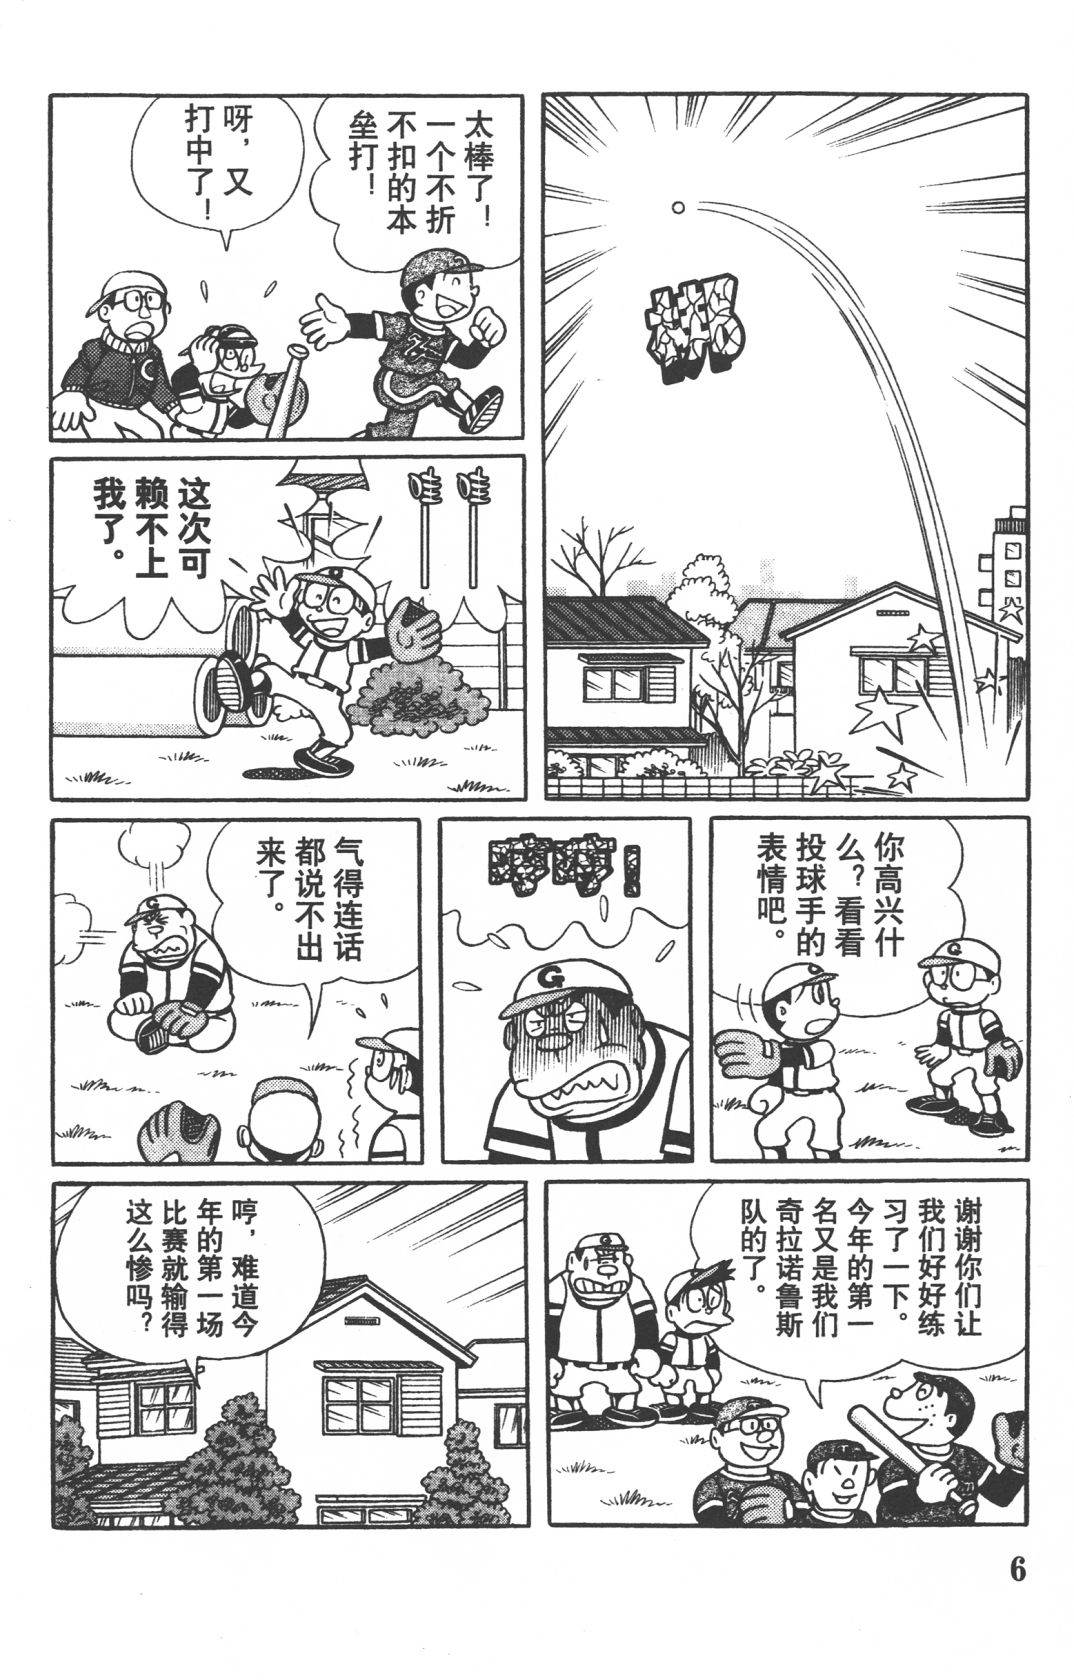 哇
太棒了!
一个不折
不扣的本
垒打!
呀,又
打中了!
这次可
赖不上
我了。
你高兴什
么?看看
投球手的
表情吧。
哼哼!
气得连话
都说不出
来了。
谢谢你们让
我们好好练
习了一下。
今年的第一
名又是我们
奇拉诺鲁斯
队的了。
哼,难道今
年的第一场
比赛就输得
这么惨吗?
6